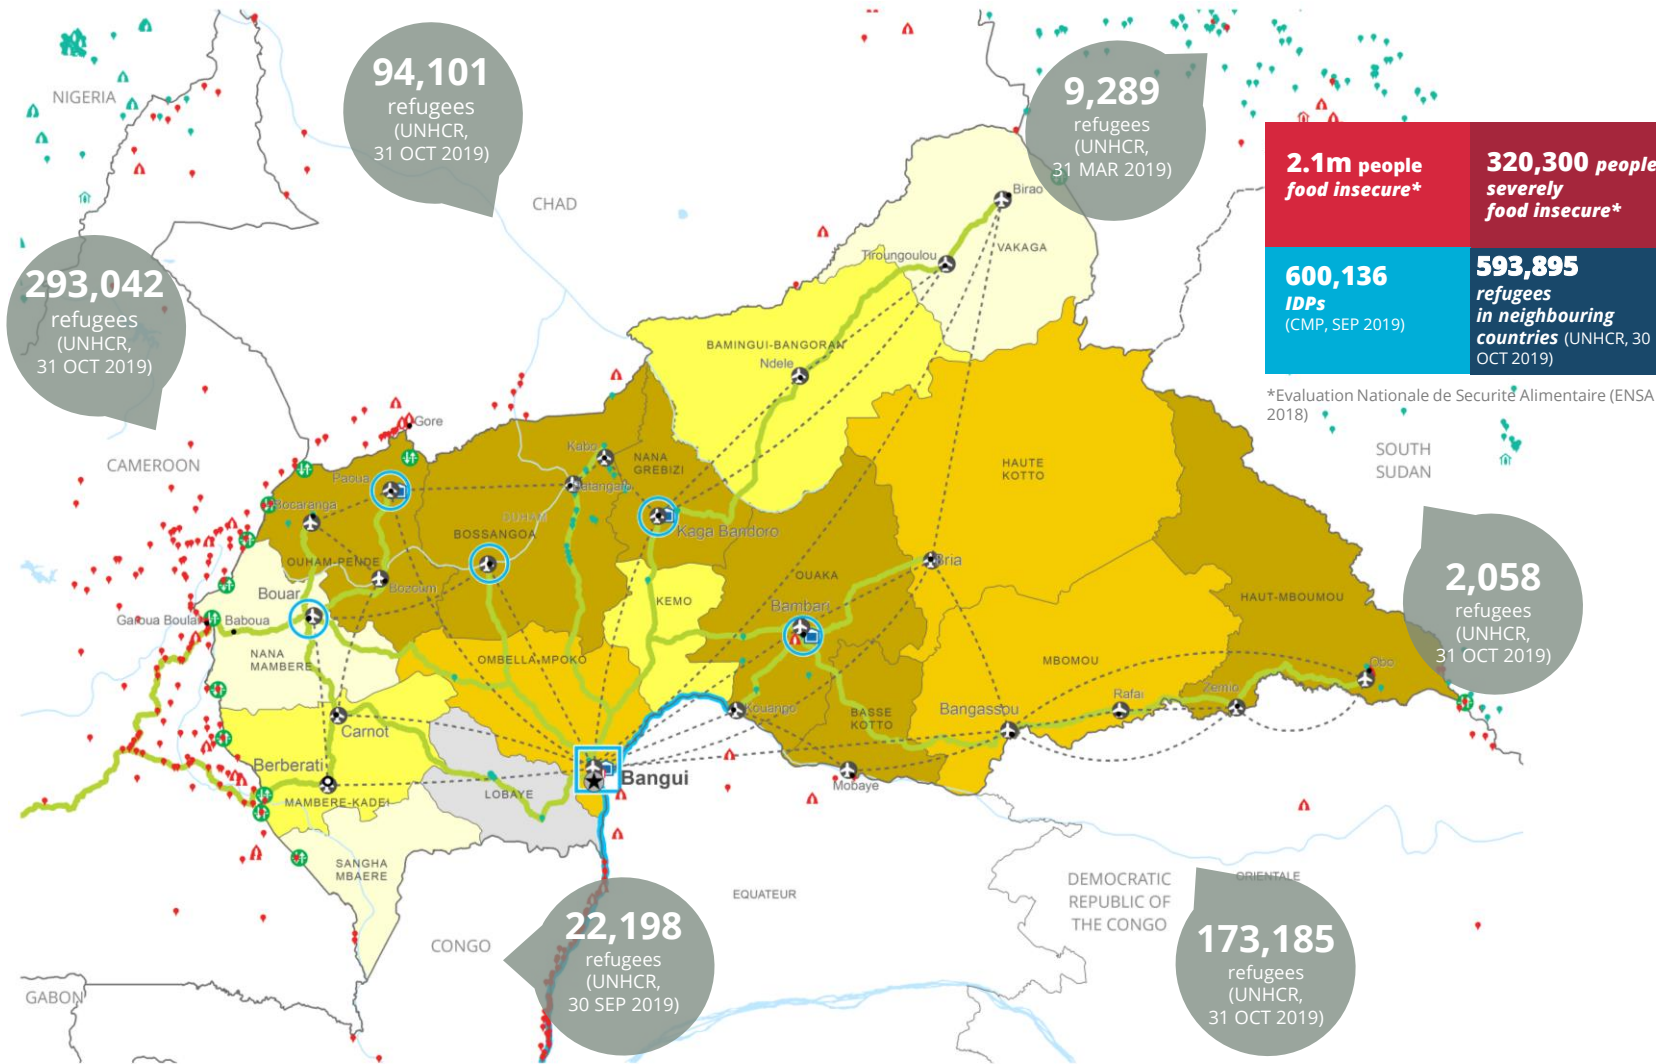 94,101
refugees
(UNHCR,
31 OCT 2019)
9,289
refugees
(UNHCR,
31 MAR 2019)
NIGERIA
2.1m people
food insecure*
320,300 people
severely
food insecure*
CHAD
Birao
VAKAGA
Tiroungoulou
293,042
refugees
(UNHCR,
31 OCT 2019)
600,136
IDPs
(CMP, SEP 2019)
593,895
refugees
in neighbouring
countries (UNHCR, 30
OCT 2019)
BAMINGUI-BANGORAN
Ndele
*Evaluation Nationale de Securite Alimentaire (ENSA
2018)
Gore
CAMEROON
SOUTH
SUDAN
Kabo
NANA
GREBIZI
HAUTE
KOTTO
Paoua
Batangafo
Bocaranga
OUHAM
BOSSANGOA
Kaga Bandoro
OUHAM-PENDE
Bria
OUAKA
Bozoum
Bouar
KEMO
Bambari
HAUT-MBOUMOU
2,058
refugees
(UNHCR,
31 OCT 2019)
Garoua Boulai
Baboua
NANA
MAMBERE
OMBELLA-MPOKO
MBOMOU
Obo
Zemio
Rafai
Kouango
BASSE
KOTTO
Bangassou
Carnot
Berberati
Bangui
MAMBERE-KADEI
LOBAYE
Mobaye
SANGHA
MBAERE
EQUATEUR
DEMOCRATIC
REPUBLIC OF
THE CONGO
ORIENTALE
22,198
refugees
(UNHCR,
30 SEP 2019)
CONGO
173,185
refugees
(UNHCR,
31 OCT 2019)
GABON